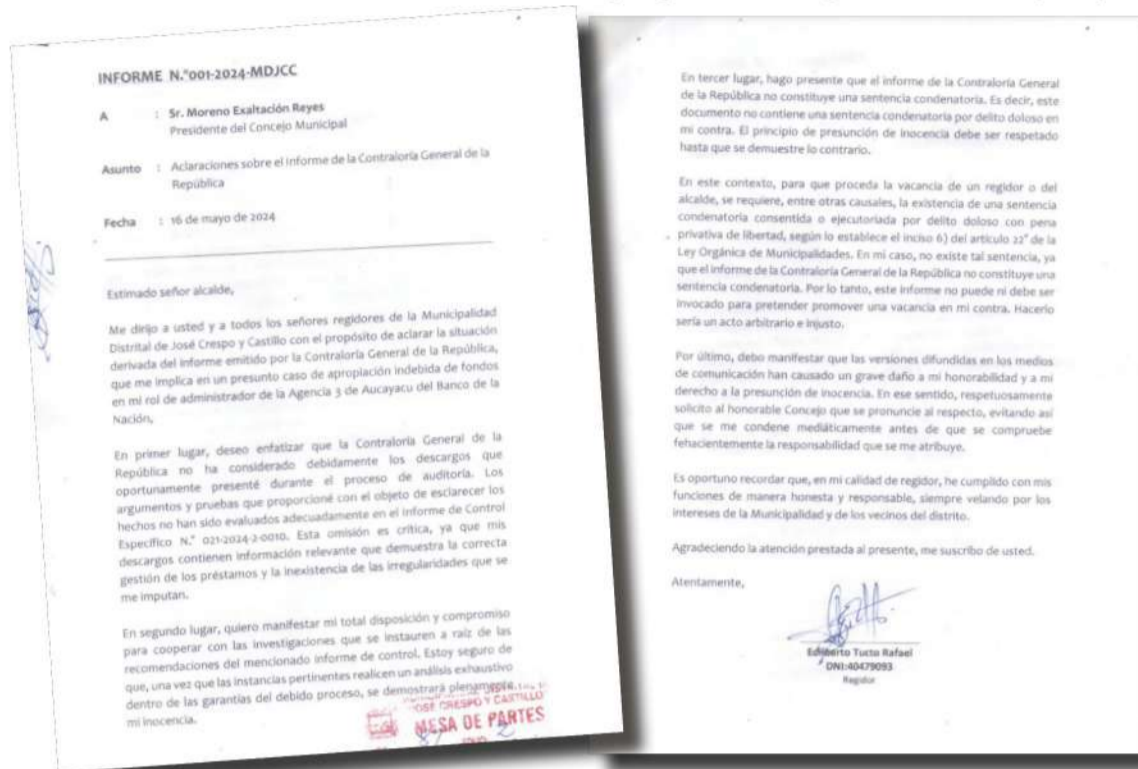 INFORME N.°001-2024-MDJCC
A : Sr. Moreno Exaltación Reyes
Presidente del Concejo Municipal
Asunto : Aclaraciones sobre el Informe de la Contraloría General de la
República
Fecha : 16 de mayo de 2024
Estimado señor alcalde,
Me dirijo a usted y a todos los señores regidores de la Municipalidad
Distrital de José Crespo y Castillo con el propósito de aclarar la situación
derivada del informe emitido por la Contraloría General de la República,
que me implica en un presunto caso de apropiación indebida de fondos
en mi rol de administrador de la Agencia 3 de Aucayacu del Banco de la
Nación,
En primer lugar, deseo enfatizar que la Contraloría General de la
República no ha considerado debidamente los descargos que
oportunamente presenté durante el proceso de auditoría. Los
argumentos y pruebas que proporcioné con el objeto de esclarecer los
hechos no han sido evaluados adecuadamente en el Informe de Control
Específico N.° 021-2024-2-0010. Esta omisión es crítica, ya que mis
descargos contienen información relevante que demuestra la correcta
gestión de los préstamos y la inexistencia de las irregularidades que se
me imputan.
En segundo lugar, quiero manifestar mi total disposición y compromiso
para cooperar con las investigaciones que se instauren a raíz de las
recomendaciones del mencionado informe de control. Estoy seguro de
que, una vez que las instancias pertinentes realicen un análisis exhaustivo
dentro de las garantías del debido proceso, se demostrará plenamente
mi inocencia.
JOSÉ CRESPO Y CASTILLO
MESA DE PARTES
En tercer lugar, hago presente que el informe de la Contraloría General
de la República no constituye una sentencia condenatoria. Es decir, este
documento no contiene una sentencia condenatoria por delito doloso en
mi contra. El principio de presunción de inocencia debe ser respetado
hasta que se demuestre lo contrario.
En este contexto, para que proceda la vacancia de un regidor o del
alcalde, se requiere, entre otras causales, la existencia de una sentencia
condenatoria consentida o ejecutoriada por delito doloso con pena
privativa de libertad, según lo establece el inciso 6) del artículo 22° de la
Ley Orgánica de Municipalidades. En mi caso, no existe tal sentencia, ya
que el informe de la Contraloría General de la República no constituye una
sentencia condenatoria. Por lo tanto, este informe no puede ni debe ser
invocado para pretender promover una vacancia en mi contra. Hacerlo
sería un acto arbitrario e injusto.
Por último, debo manifestar que las versiones difundidas en los medios
de comunicación han causado un grave daño a mi honorabilidad y a mi
derecho a la presunción de inocencia. En ese sentido, respetuosamente
solicito al honorable Concejo que se pronuncie al respecto, evitando así
que se me condene mediáticamente antes de que se compruebe
fehacientemente la responsabilidad que se me atribuye.
Es oportuno recordar que, en mi calidad de regidor, he cumplido con mis
funciones de manera honesta y responsable, siempre velando por los
intereses de la Municipalidad y de los vecinos del distrito.
Agradeciendo la atención prestada al presente, me suscribo de usted.
Atentamente,
Edilberto Tucto Rafael
DNI:40479093
Regidor